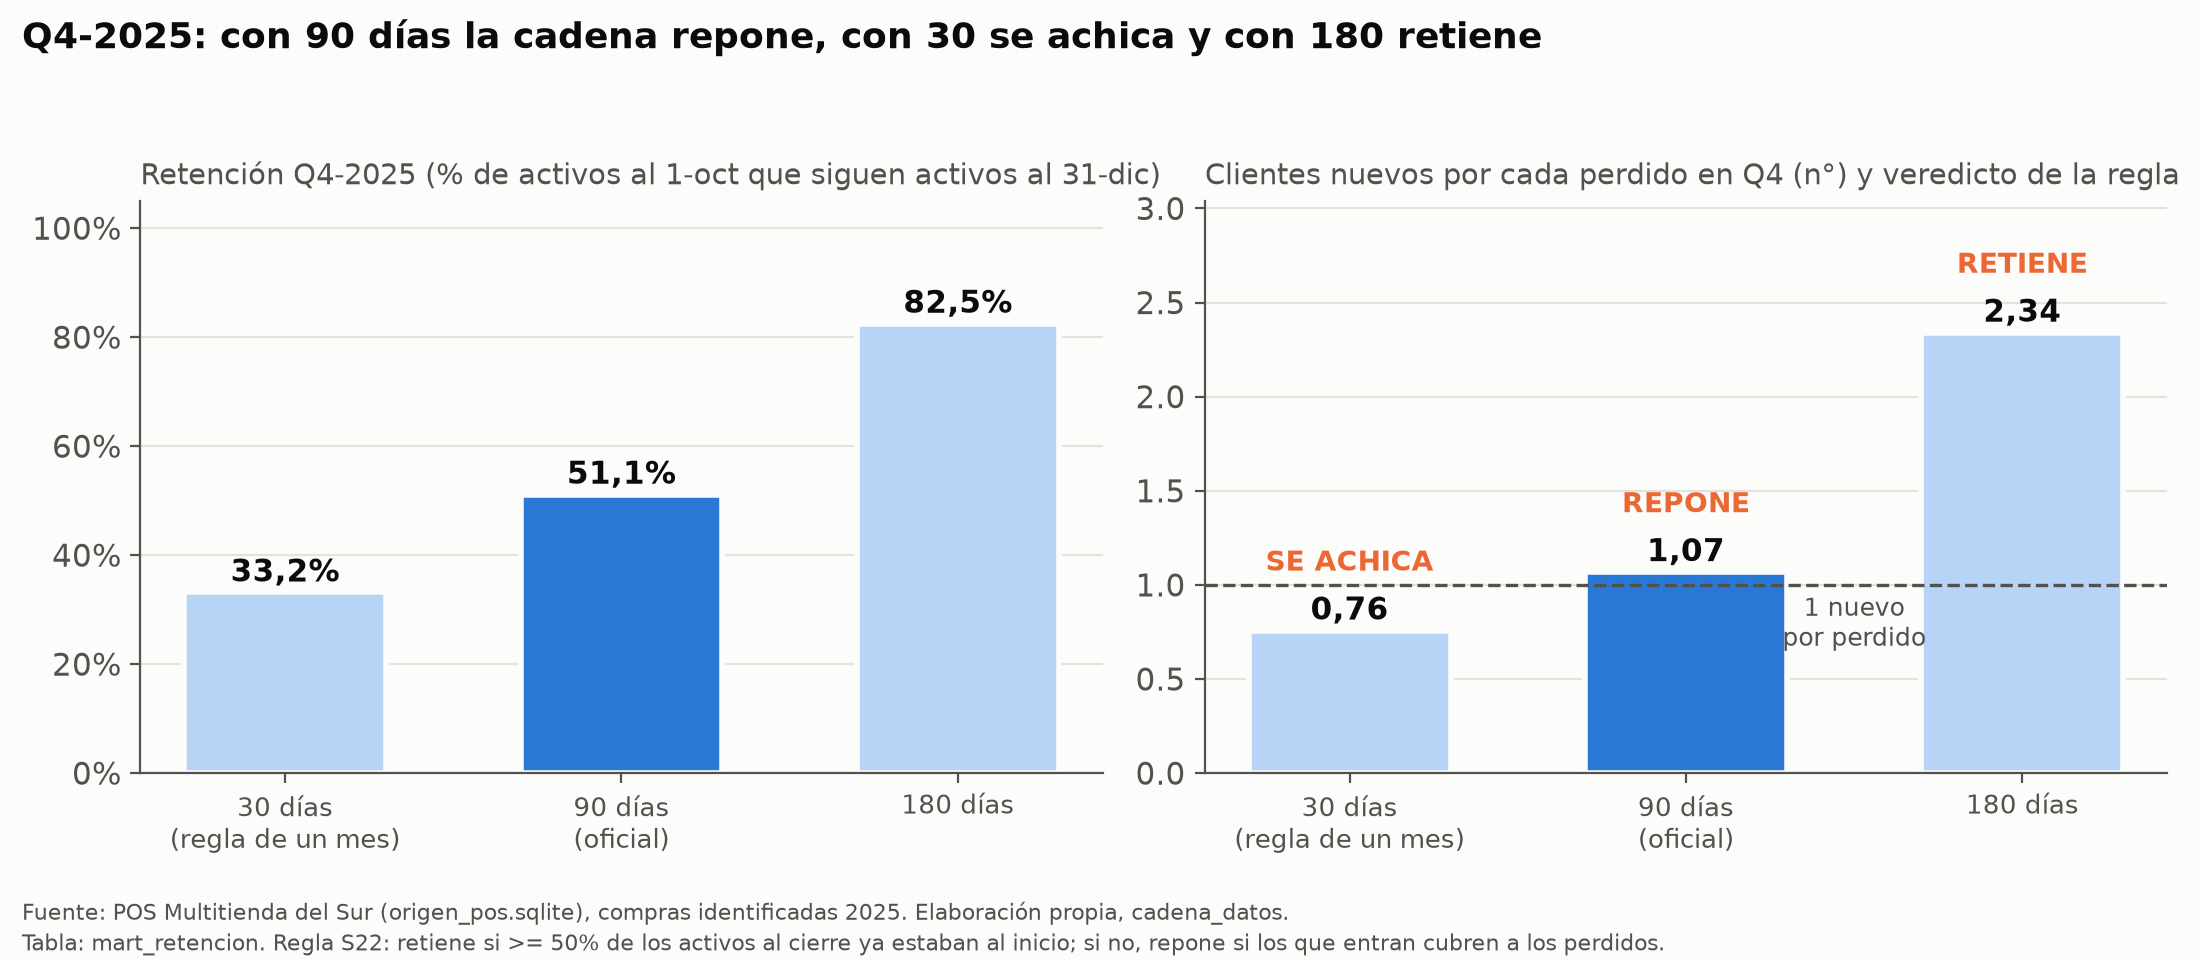 Q4-2025: con 90 días la cadena repone, con 30 se achica y con 180 retiene
Retención Q4-2025 (% de activos al 1-oct que siguen activos al 31-dic)
100%
80%
60%
40%
20%
0%
33,2%
51,1%
82,5%
30 días
(regla de un mes)
90 días
(oficial)
180 días
Clientes nuevos por cada perdido en Q4 (n°) y veredicto de la regla
3.0
2.5
2.0
1.5
1.0
0.5
0.0
SE ACHICA
0,76
REPONE
1,07
RETIENE
2,34
1 nuevo
por perdido
30 días
(regla de un mes)
90 días
(oficial)
180 días
Fuente: POS Multitienda del Sur (origen_pos.sqlite), compras identificadas 2025. Elaboración propia, cadena_datos.
Tabla: mart_retencion. Regla S22: retiene si >= 50% de los activos al cierre ya estaban al inicio; si no, repone si los que entran cubren a los perdidos.